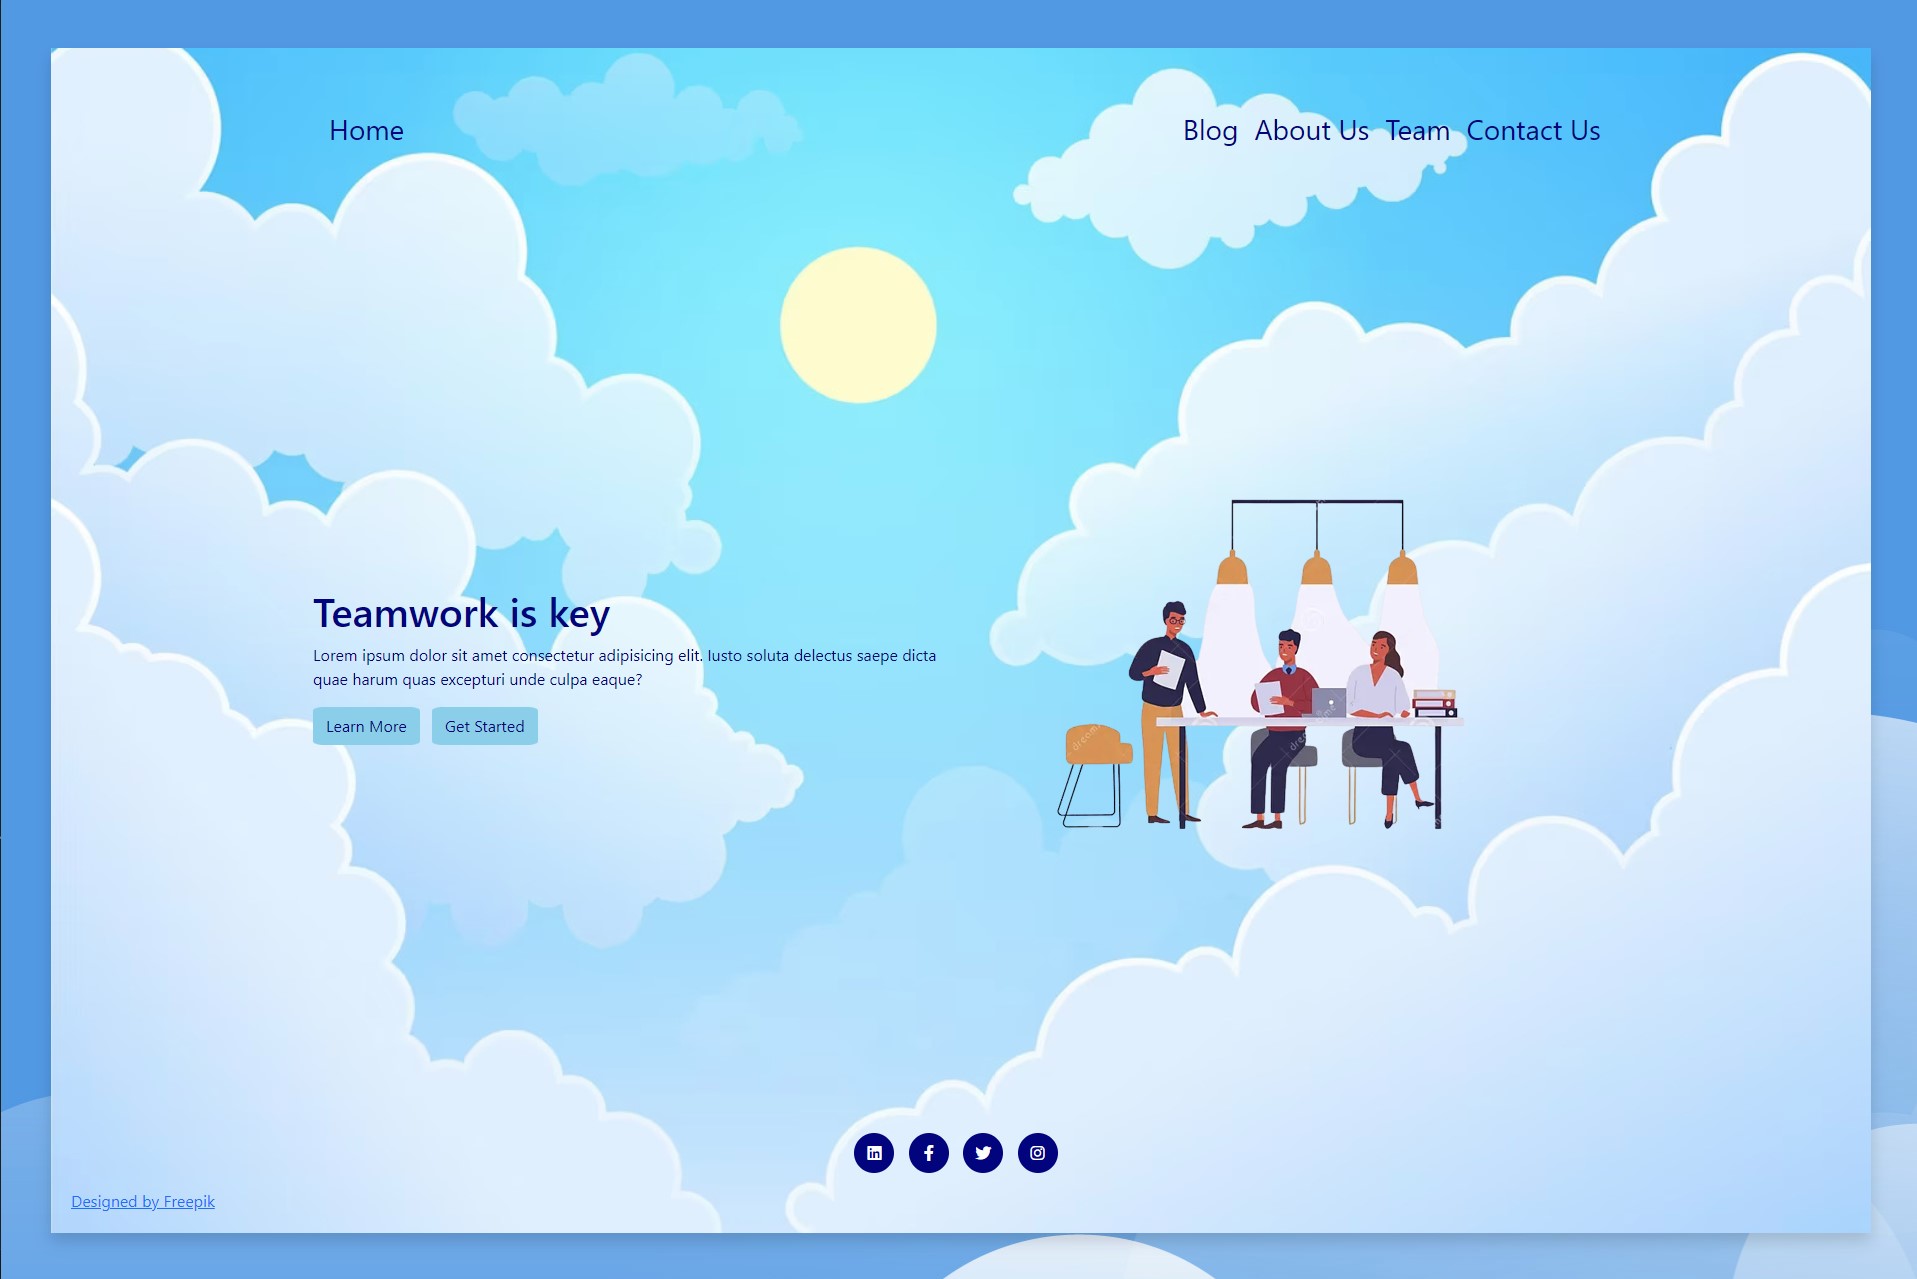 Home
Blog About Us Team Contact Us
Teamwork is key
Lorem ipsum dolor sit amet consectetur adipisicing elit. Iusto soluta delectus saepe dicta
quae harum quas excepturi unde culpa eaque?
Learn More Get Started
Designed by Freepik